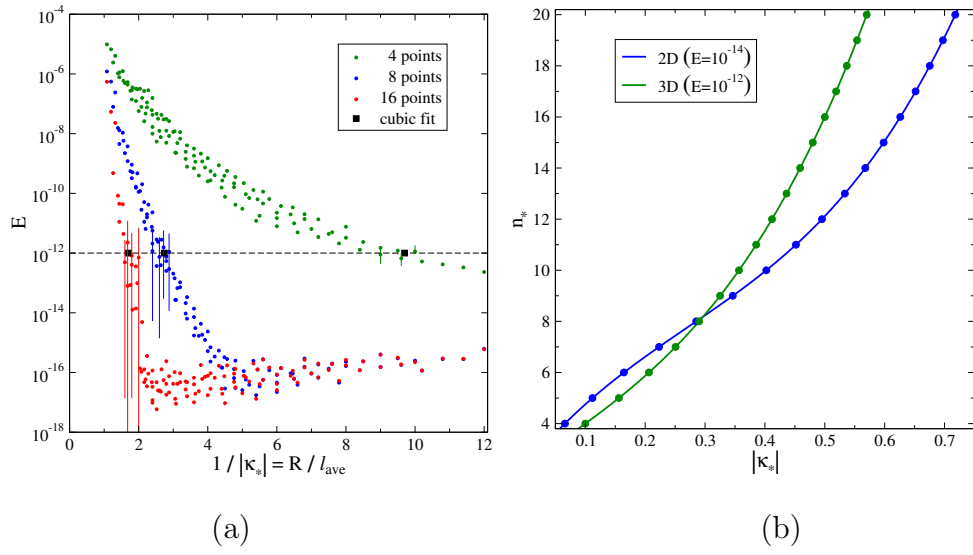 10^-4
10^-6
10^-8
10^-10
10^-12
10^-14
10^-16
10^-18
E
0 2 4 6 8 10 12
1 / |κ_*| = R / l_ave
4 points
8 points
16 points
cubic fit
(a)
20
18
16
14
12
10
8
6
4
n_*
0.1 0.2 0.3 0.4 0.5 0.6 0.7
|κ_*|
2D (E=10^-14)
3D (E=10^-12)
(b)